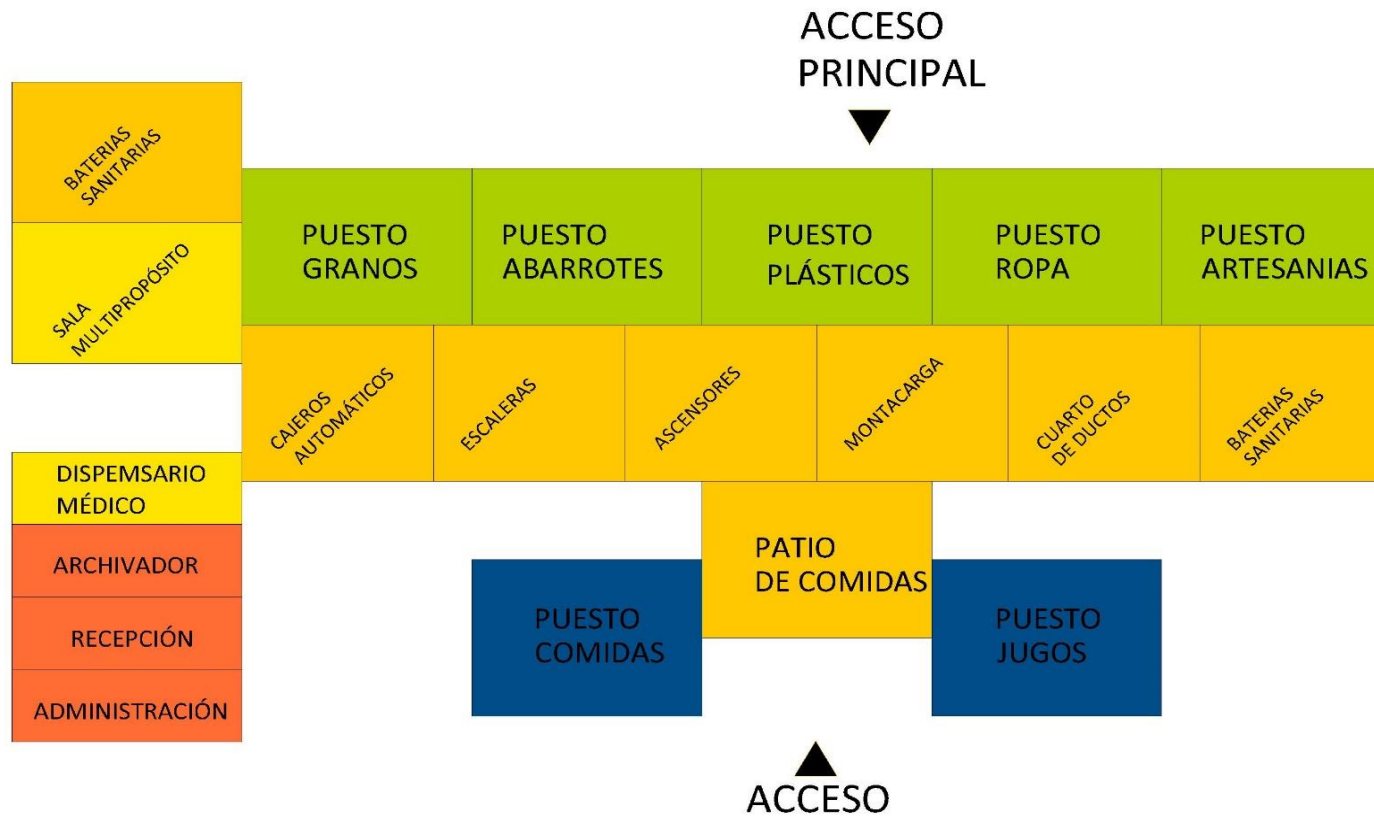 ACCESO
PRINCIPAL
BATERIAS
SANITARIAS
SALA
MULTIPROPÓSITO
PUESTO
GRANOS
PUESTO
ABARROTES
PUESTO
PLÁSTICOS
PUESTO
ROPA
PUESTO
ARTESANIAS
CAJEROS
AUTOMÁTICOS
ESCALERAS
ASCENSORES
MONTACARGA
CUARTO
DE DUCTOS
BATERIAS
SANITARIAS
DISPEMSARIO
MÉDICO
ARCHIVADOR
RECEPCIÓN
ADMINISTRACIÓN
PATIO
DE COMIDAS
PUESTO
COMIDAS
PUESTO
JUGOS
ACCESO